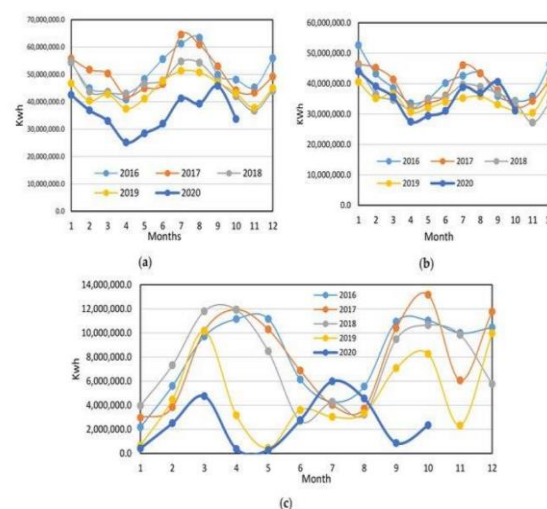 70,000,000.0
60,000,000.0
50,000,000.0
40,000,000.0
30,000,000.0
20,000,000.0
10,000,000.0
0.0
Kwh
2016 2017 2018
2019 2020
1 2 3 4 5 6 7 8 9 10 11 12
Months
(a)
60,000,000.0
50,000,000.0
40,000,000.0
30,000,000.0
20,000,000.0
10,000,000.0
0.0
Kwh
2016 2017 2018
2019 2020
1 2 3 4 5 6 7 8 9 10 11 12
Month
(b)
14,000,000.0
12,000,000.0
10,000,000.0
8,000,000.0
6,000,000.0
4,000,000.0
2,000,000.0
0.0
Kwh
2016
2017
2018
2019
2020
1 2 3 4 5 6 7 8 9 10 11 12
Month
(c)